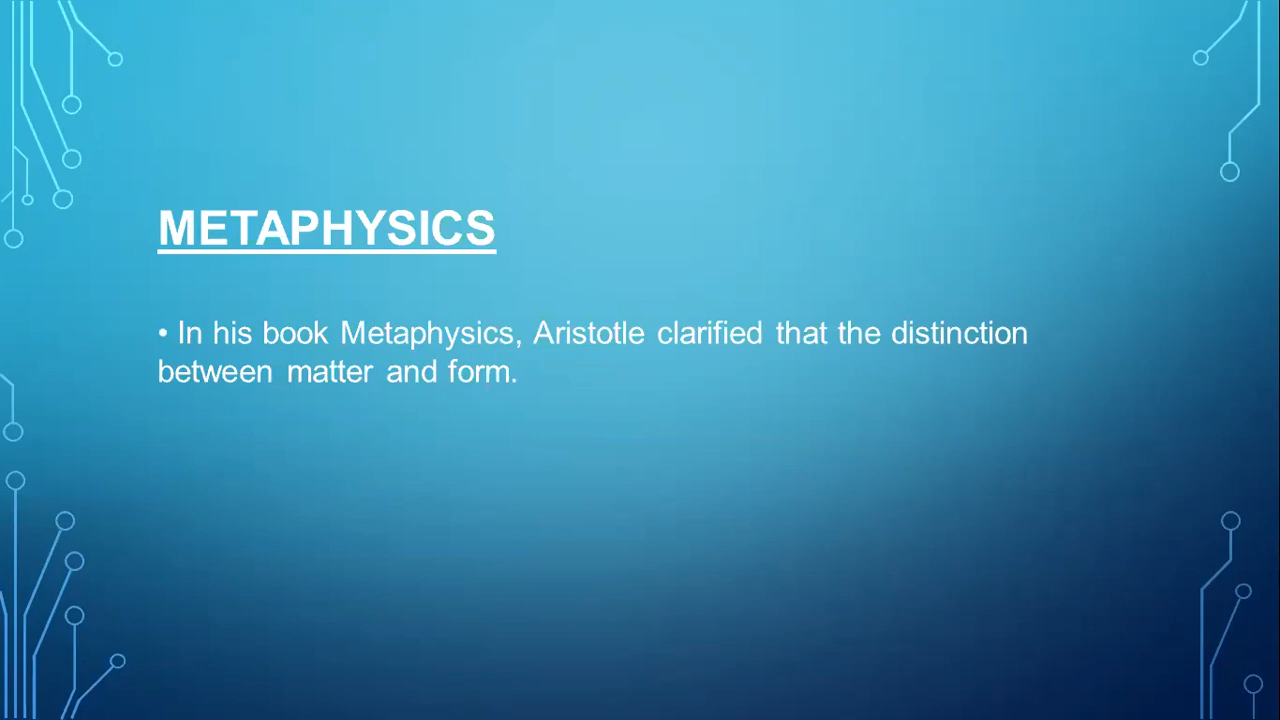 METAPHYSICS
• In his book Metaphysics, Aristotle clarified that the distinction
between matter and form.